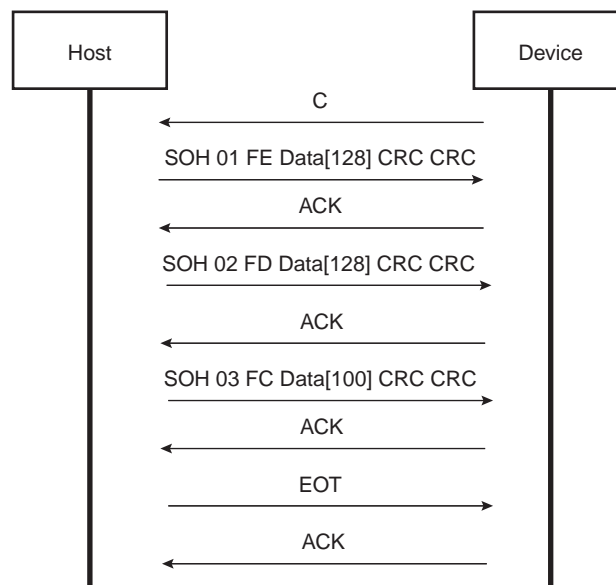 Host
Device
C
SOH 01 FE Data[128] CRC CRC
ACK
SOH 02 FD Data[128] CRC CRC
ACK
SOH 03 FC Data[100] CRC CRC
ACK
EOT
ACK